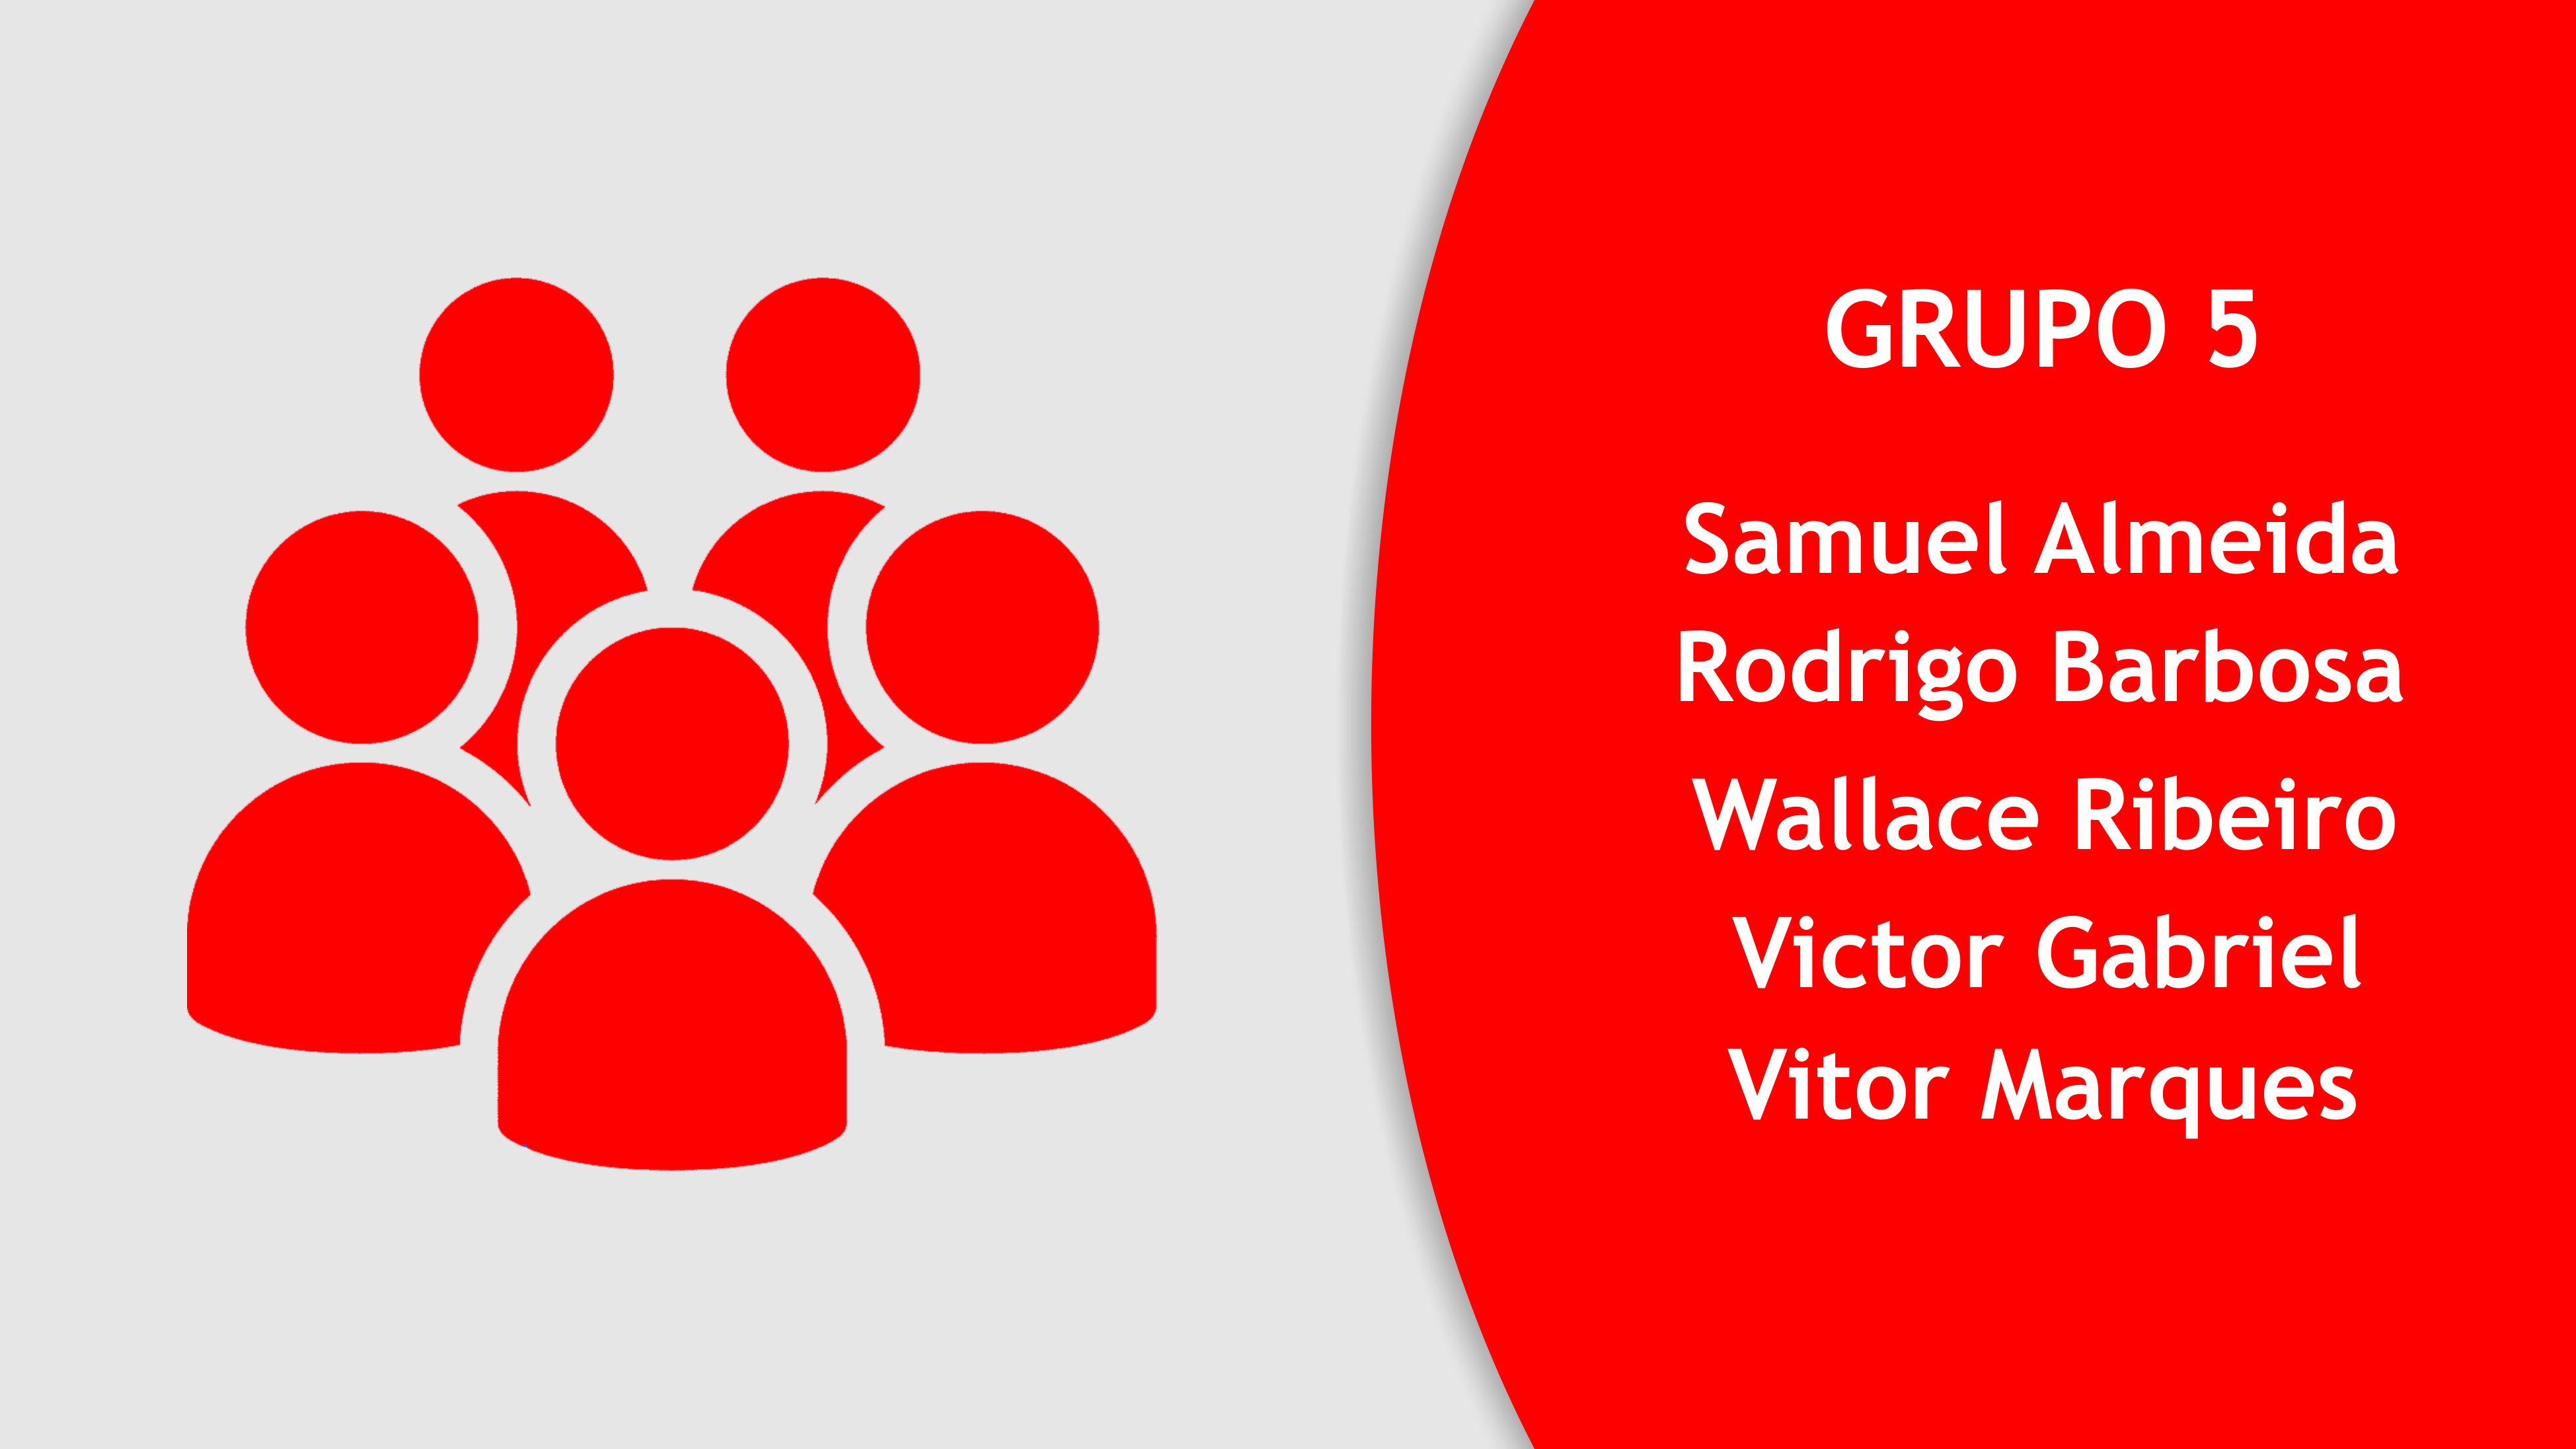 GRUPO 5
Samuel Almeida
Rodrigo Barbosa
Wallace Ribeiro
Victor Gabriel
Vitor Marques